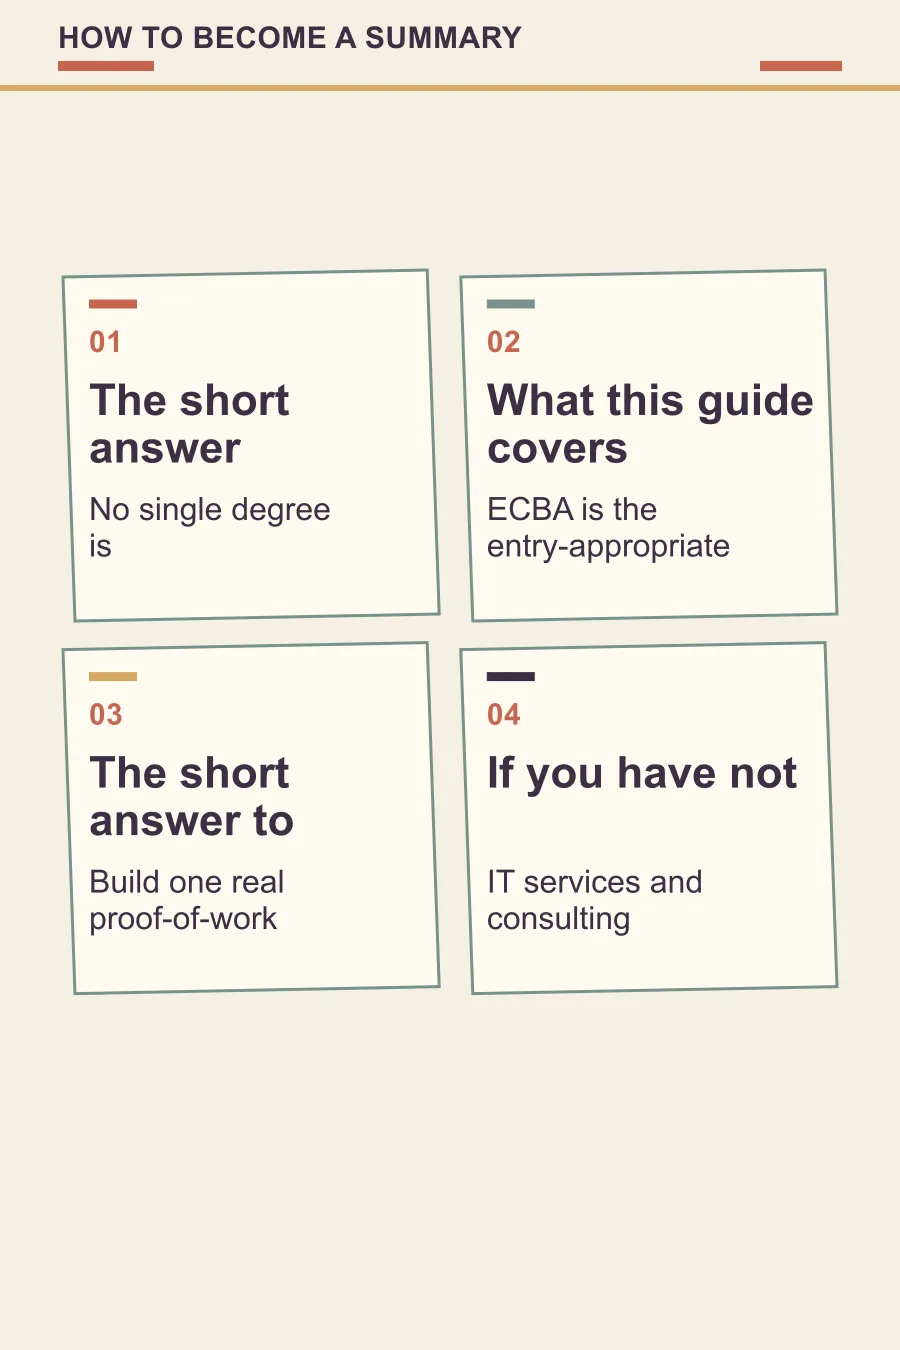 HOW TO BECOME A SUMMARY
01
The short
answer
No single degree
is
02
What this guide
covers
ECBA is the
entry-appropriate
03
The short
answer to
Build one real
proof-of-work
04
If you have not
IT services and
consulting